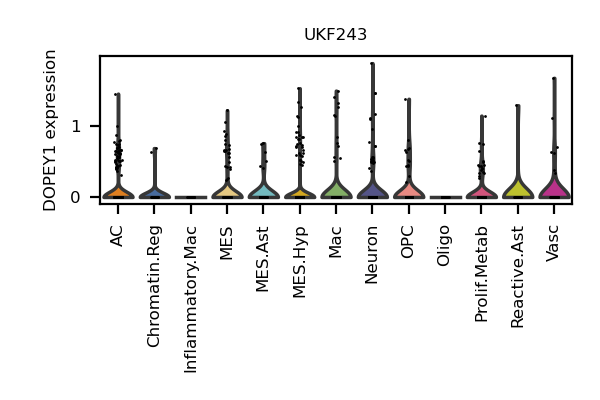 UKF243
DOPEY1 expression
1
0
AC
Chromatin.Reg
Inflammatory.Mac
MES
MES.Ast
MES.Hyp
Mac
Neuron
OPC
Oligo
Prolif.Metab
Reactive.Ast
Vasc